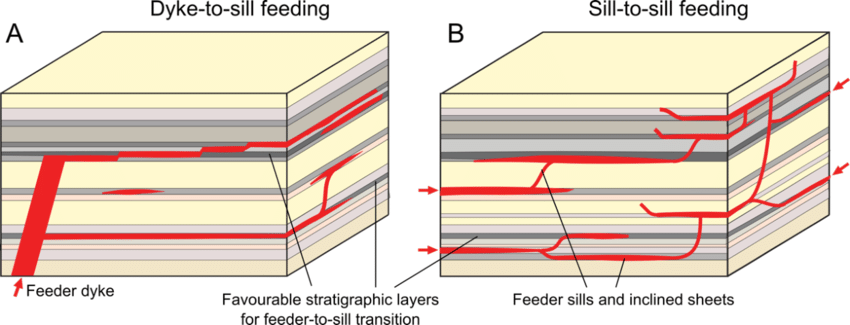 Dyke-to-sill feeding
Sill-to-sill feeding
A
B
Feeder dyke
Favourable stratigraphic layers
for feeder-to-sill transition
Feeder sills and inclined sheets